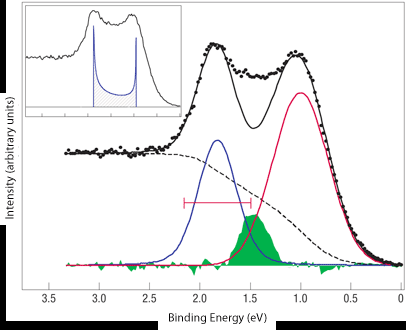 Intensity (arbitrary units)
3.5 3.0 2.5 2.0 1.5 1.0 0.5 0
Binding Energy (eV)